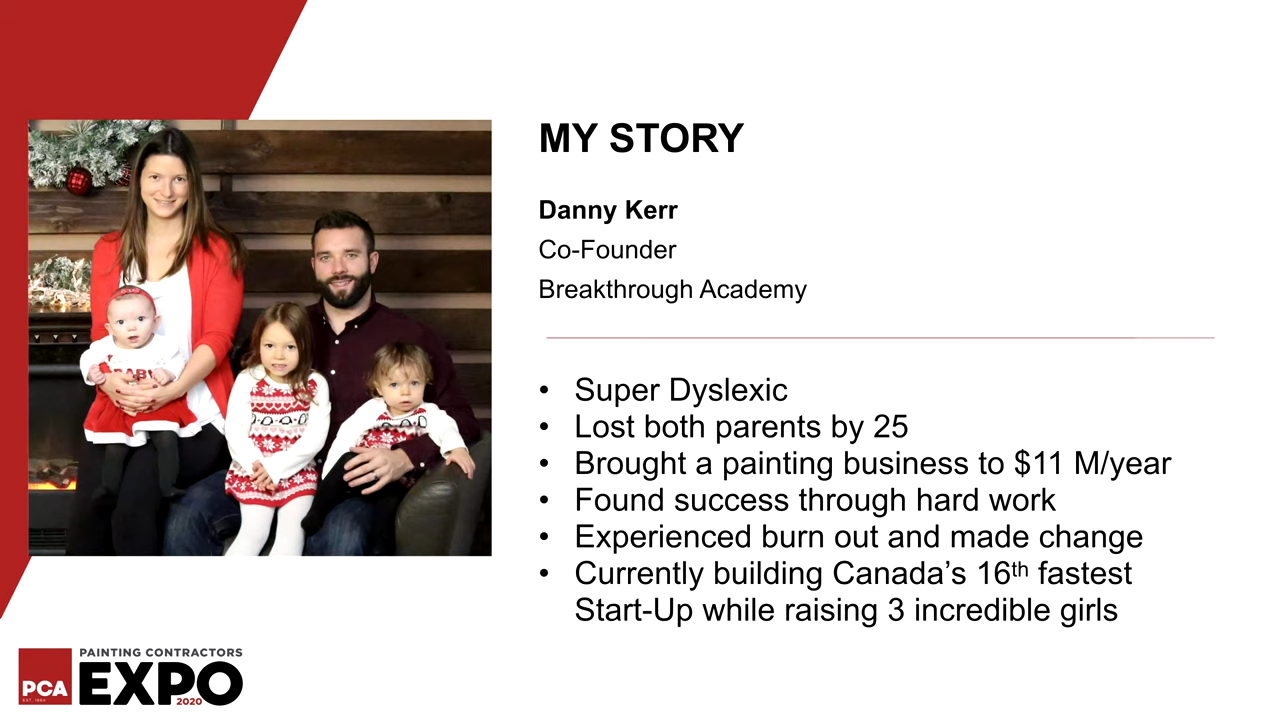 MY STORY
Danny Kerr
Co-Founder
Breakthrough Academy
• Super Dyslexic
• Lost both parents by 25
• Brought a painting business to $11 M/year
• Found success through hard work
• Experienced burn out and made change
• Currently building Canada’s 16th fastest
Start-Up while raising 3 incredible girls
BABY
PAINTING CONTRACTORS
PCA
EST. 1884
EXPO
2020